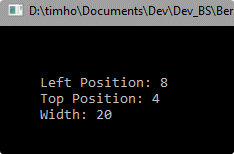 D:\timho\Documents\Dev\Dev_BS\Ber
Left Position: 8
Top Position: 4
Width: 20